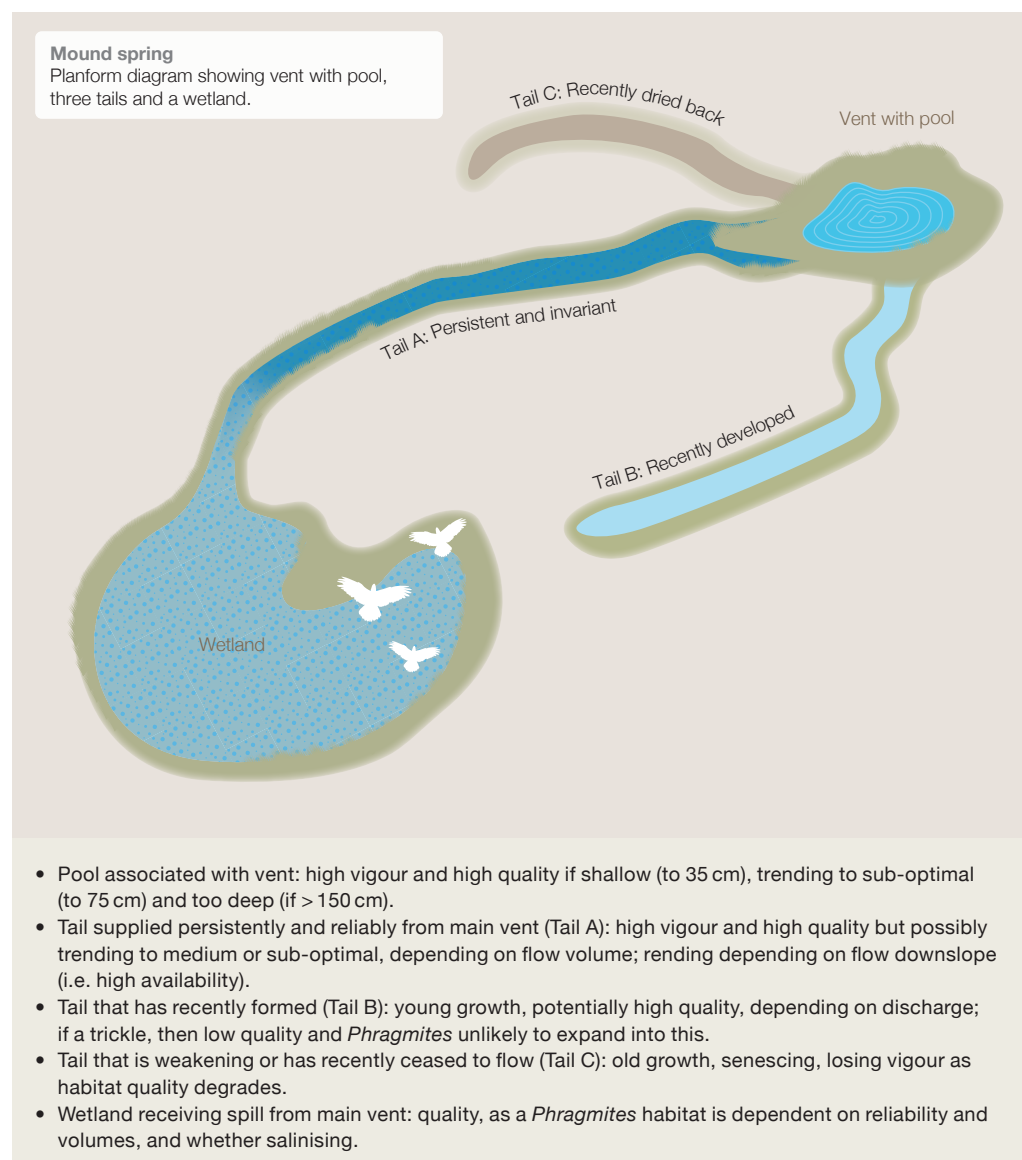 Mound spring
Planform diagram showing vent with pool,
three tails and a wetland.
Tail C: Recently dried back
Vent with pool
Tail A: Persistent and invariant
Tail B: Recently developed
Wetland
• Pool associated with vent: high vigour and high quality if shallow (to 35 cm), trending to sub-optimal
(to 75 cm) and too deep (if > 150 cm).
• Tail supplied persistently and reliably from main vent (Tail A): high vigour and high quality but possibly
trending to medium or sub-optimal, depending on flow volume; rending depending on flow downslope
(i.e. high availability).
• Tail that has recently formed (Tail B): young growth, potentially high quality, depending on discharge;
if a trickle, then low quality and Phragmites unlikely to expand into this.
• Tail that is weakening or has recently ceased to flow (Tail C): old growth, senescing, losing vigour as
habitat quality degrades.
• Wetland receiving spill from main vent: quality, as a Phragmites habitat is dependent on reliability and
volumes, and whether salinising.